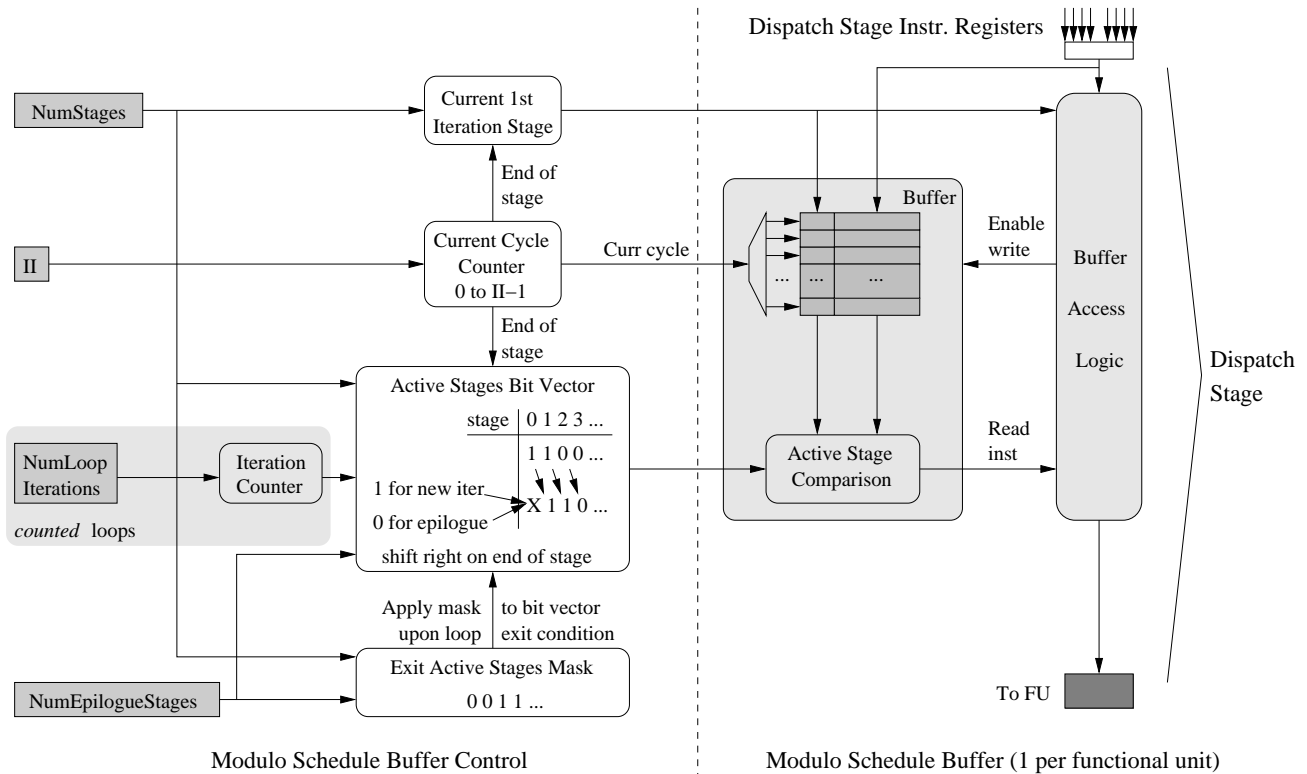 Dispatch Stage Instr. Registers
NumStages
Current 1st
Iteration Stage
End of
stage
Buffer
II
Current Cycle
Counter
0 to II–1
Curr cycle
...
...
...
Enable
write
Buffer
Access
Logic
End of
stage
Dispatch
Stage
Active Stages Bit Vector
stage 0 1 2 3 ...
1 1 0 0 ...
1 for new iter
X 1 1 0 ...
0 for epilogue
shift right on end of stage
NumLoop
Iterations
Iteration
Counter
counted loops
Active Stage
Comparison
Read
inst
Apply mask to bit vector
upon loop exit condition
Exit Active Stages Mask
0 0 1 1 ...
NumEpilogueStages
To FU
Modulo Schedule Buffer Control
Modulo Schedule Buffer (1 per functional unit)